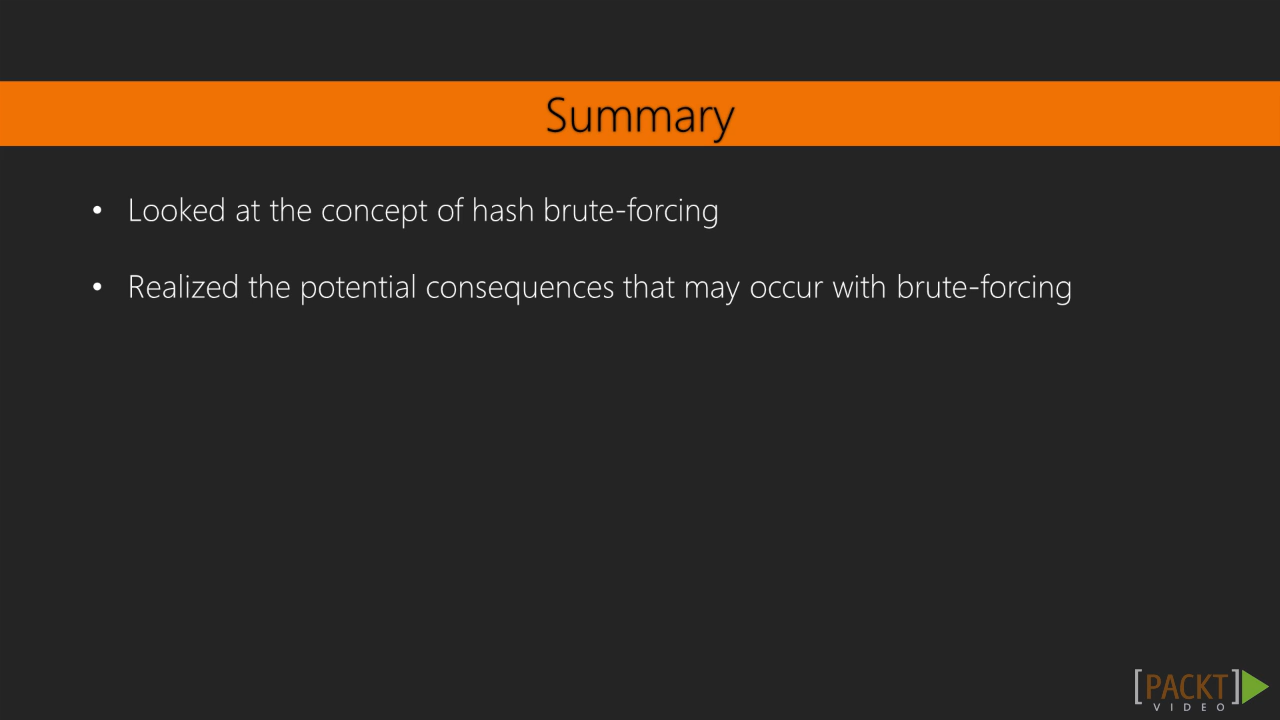 Summary
• Looked at the concept of hash brute-forcing
• Realized the potential consequences that may occur with brute-forcing
[PACKT]
VIDEO